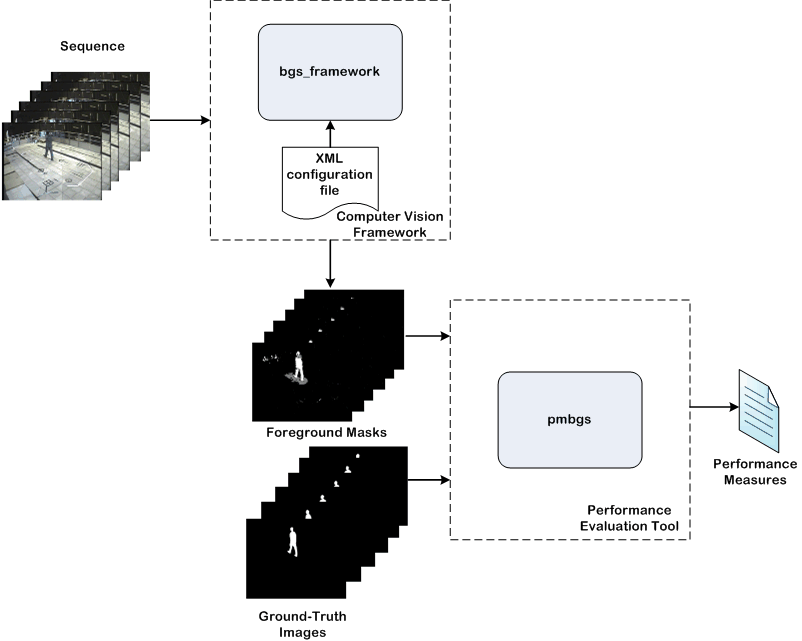 Sequence
bgs_framework
XML
configuration
file
Computer Vision
Framework
Foreground Masks
pmbgs
Performance
Evaluation Tool
Performance
Measures
Ground-Truth
Images